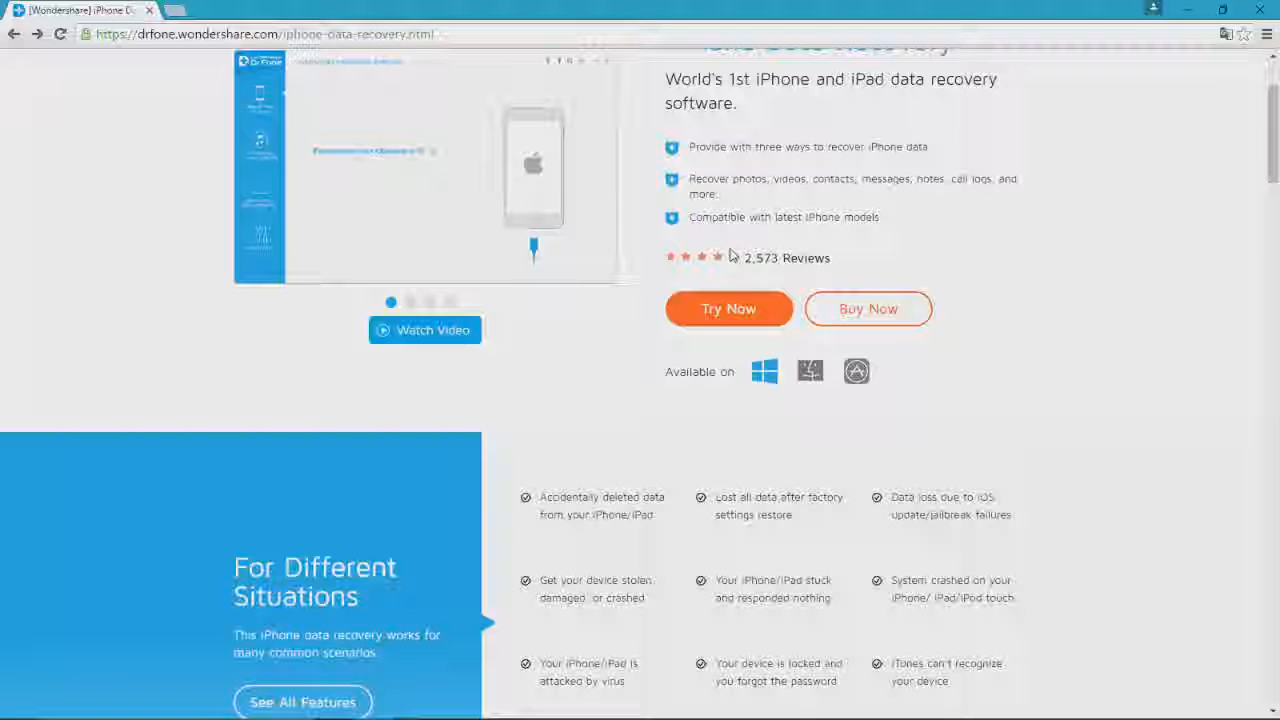 [Wondershare] iPhone D
https://drfone.wondershare.com/iphone-data-recovery.html
Dr.Fone
World's 1st iPhone and iPad data recovery
software.
Provide with three ways to recover iPhone data
Recover photos, videos, contacts, messages, notes, call logs, and
more.
Compatible with latest iPhone models
2,573 Reviews
Try Now
Buy Now
Watch Video
Available on
For Different
Situations
This iPhone data recovery works for
many common scenarios.
See All Features
Accidentally deleted data
from your iPhone/iPad
Lost all data after factory
settings restore
Data loss due to iOS
update/jailbreak failures
Get your device stolen,
damaged, or crashed
Your iPhone/iPad stuck
and responded nothing
System crashed on your
iPhone/ iPad/iPod touch
Your iPhone/iPad is
attacked by virus
Your device is locked and
you forgot the password
iTunes can't recognize
your device